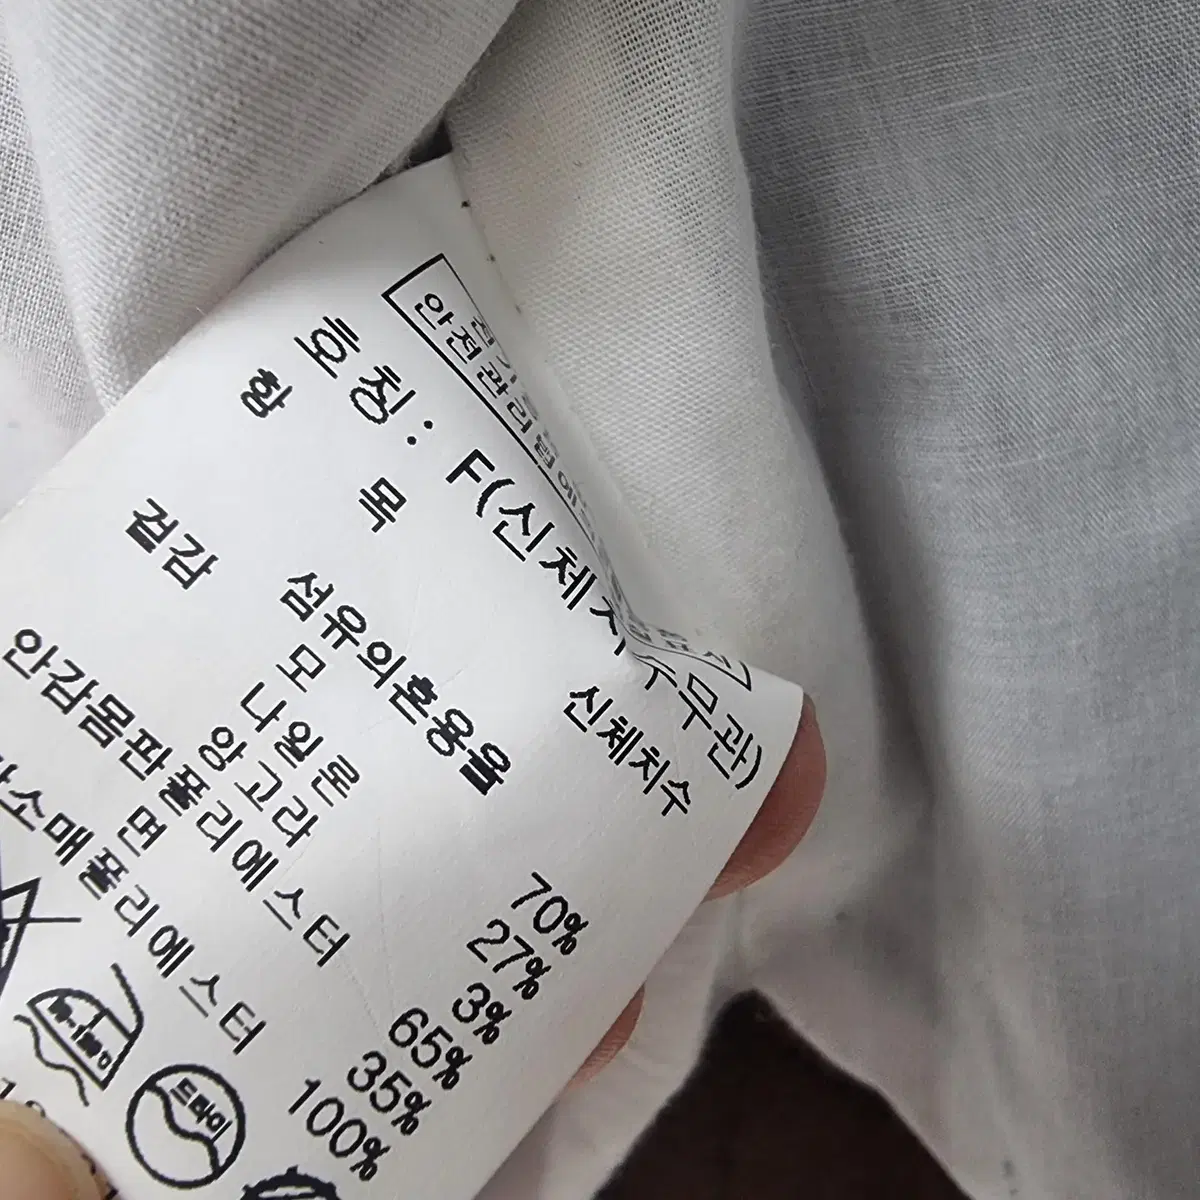 안전관리법에
호칭: F(신체치수무관)
항 목 섬유의혼용율 신체치수
겉감 모 70%
나일론 27%
앙고라 3%
안감몸판폴리에스터 65%
면 35%
소매폴리에스터 100%
드라이